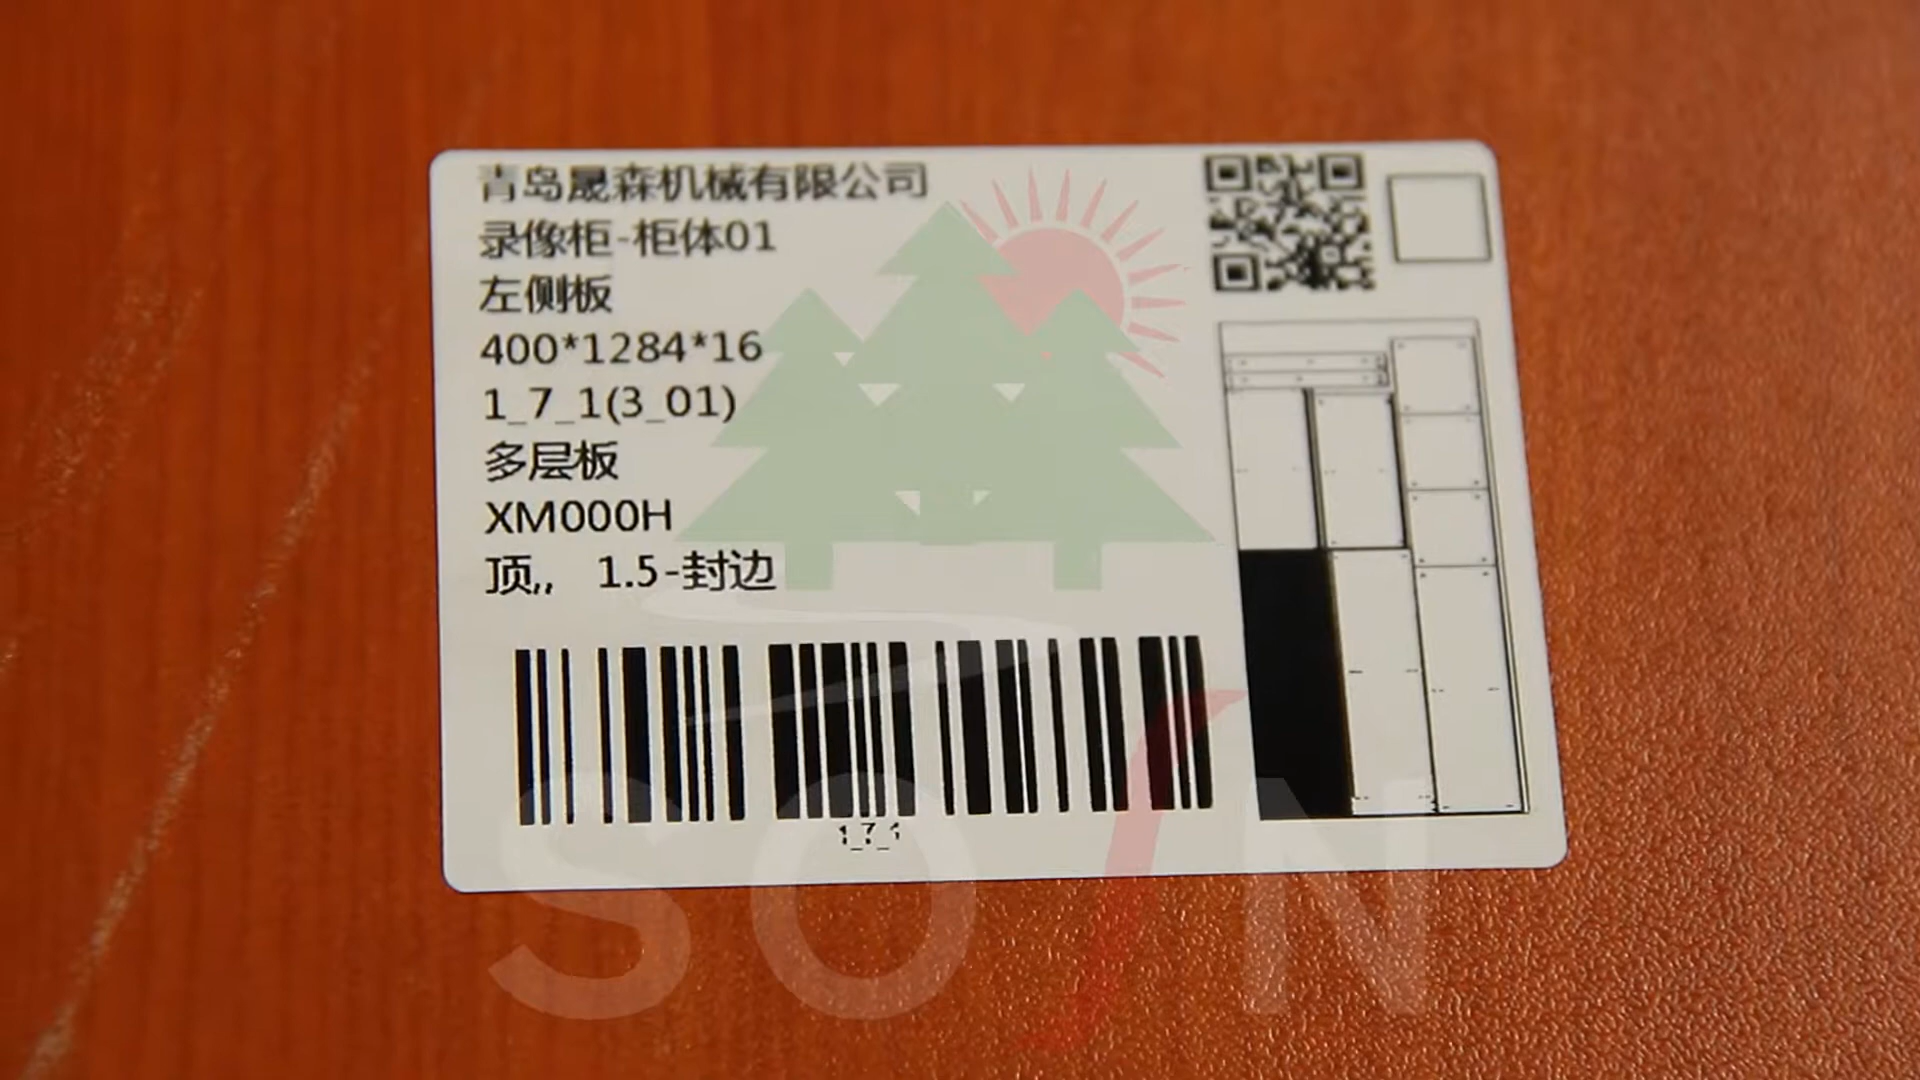 青岛晟森机械有限公司
录像柜-柜体01
左侧板
400*1284*16
1_7_1(3_01)
多层板
XM000H
顶,, 1.5-封边
1_7_1
SOSN